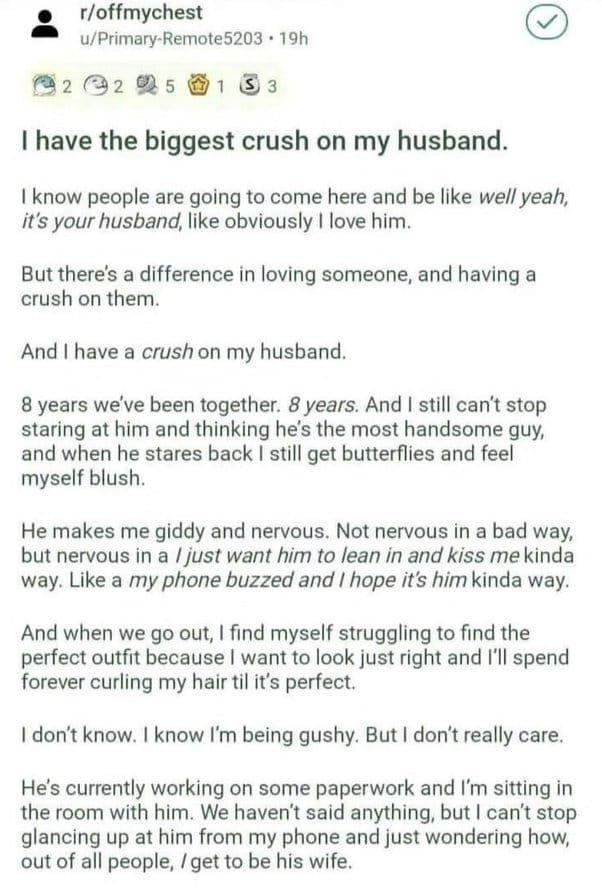 r/offmychest
u/Primary-Remote5203 • 19h
2 2 5 1 S 3
I have the biggest crush on my husband.
I know people are going to come here and be like well yeah,
it's your husband, like obviously I love him.
But there's a difference in loving someone, and having a
crush on them.
And I have a crush on my husband.
8 years we've been together. 8 years. And I still can't stop
staring at him and thinking he's the most handsome guy,
and when he stares back I still get butterflies and feel
myself blush.
He makes me giddy and nervous. Not nervous in a bad way,
but nervous in a I just want him to lean in and kiss me kinda
way. Like a my phone buzzed and I hope it's him kinda way.
And when we go out, I find myself struggling to find the
perfect outfit because I want to look just right and I'll spend
forever curling my hair til it's perfect.
I don't know. I know I'm being gushy. But I don't really care.
He's currently working on some paperwork and I'm sitting in
the room with him. We haven't said anything, but I can't stop
glancing up at him from my phone and just wondering how,
out of all people, I get to be his wife.